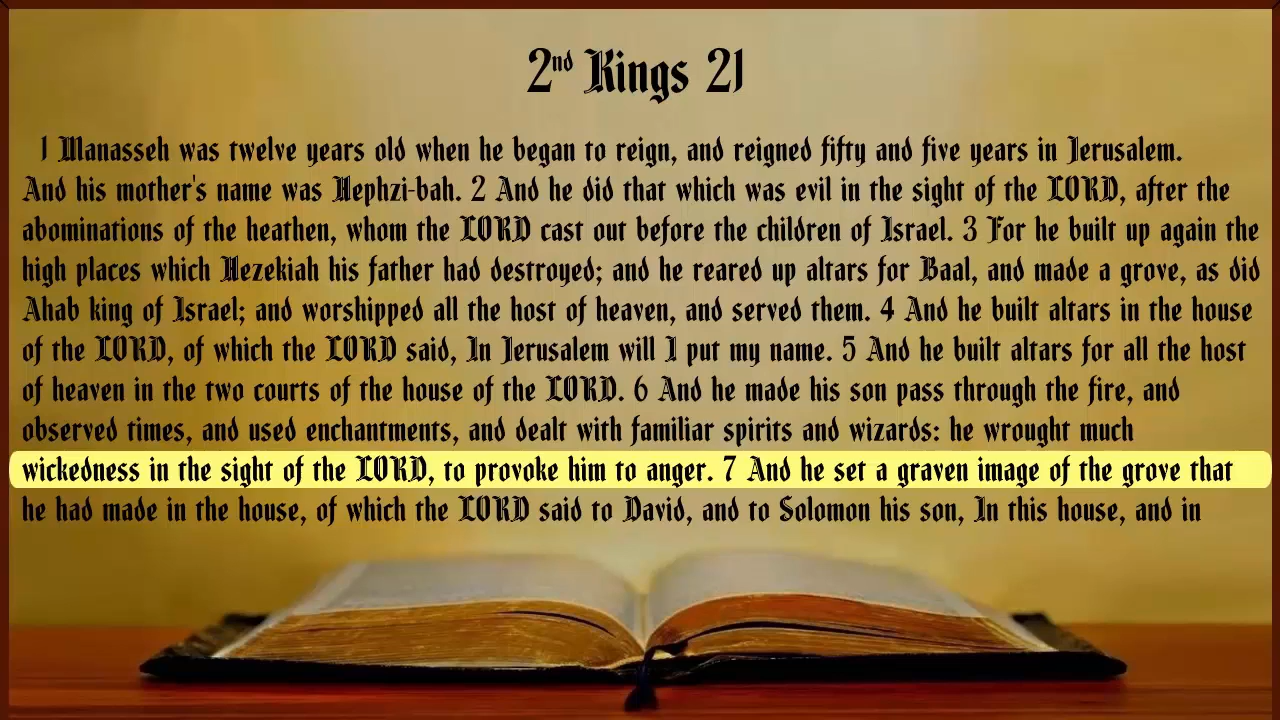 2nd Kings 21
1 Manasseh was twelve years old when he began to reign, and reigned fifty and five years in Jerusalem.
And his mother's name was Hephzi-bah. 2 And he did that which was evil in the sight of the LORD, after the
abominations of the heathen, whom the LORD cast out before the children of Israel. 3 For he built up again the
high places which Hezekiah his father had destroyed; and he reared up altars for Baal, and made a grove, as did
Ahab king of Israel; and worshipped all the host of heaven, and served them. 4 And he built altars in the house
of the LORD, of which the LORD said, In Jerusalem will I put my name. 5 And he built altars for all the host
of heaven in the two courts of the house of the LORD. 6 And he made his son pass through the fire, and
observed times, and used enchantments, and dealt with familiar spirits and wizards: he wrought much
wickedness in the sight of the LORD, to provoke him to anger. 7 And he set a graven image of the grove that
he had made in the house, of which the LORD said to David, and to Solomon his son, In this house, and in